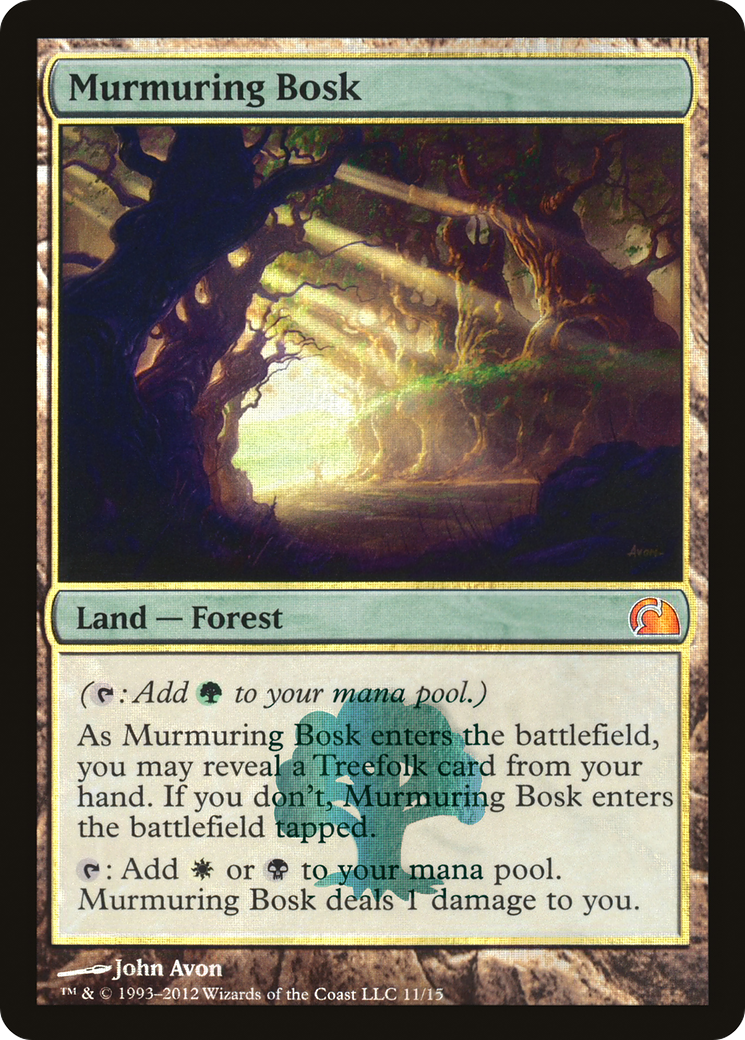 Murmuring Bosk
Avon
Land — Forest
( : Add to your mana pool.)
As Murmuring Bosk enters the battlefield,
you may reveal a Treefolk card from your
hand. If you don't, Murmuring Bosk enters
the battlefield tapped.
: Add or to your mana pool.
Murmuring Bosk deals 1 damage to you.
John Avon
™ & © 1993–2012 Wizards of the Coast LLC 11/15